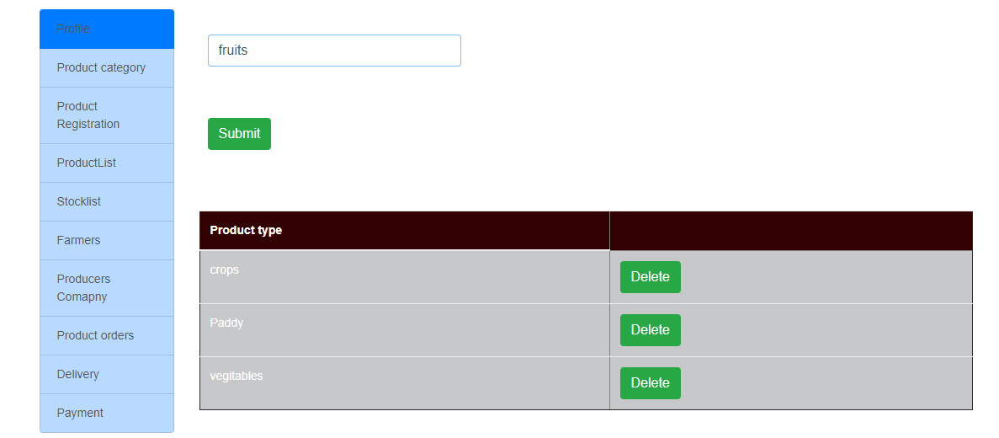 Profile
Product category
Product
Registration
ProductList
Stocklist
Farmers
Producers
Comapny
Product orders
Delivery
Payment
fruits
Submit
Product type
crops Delete
Paddy Delete
vegitables Delete